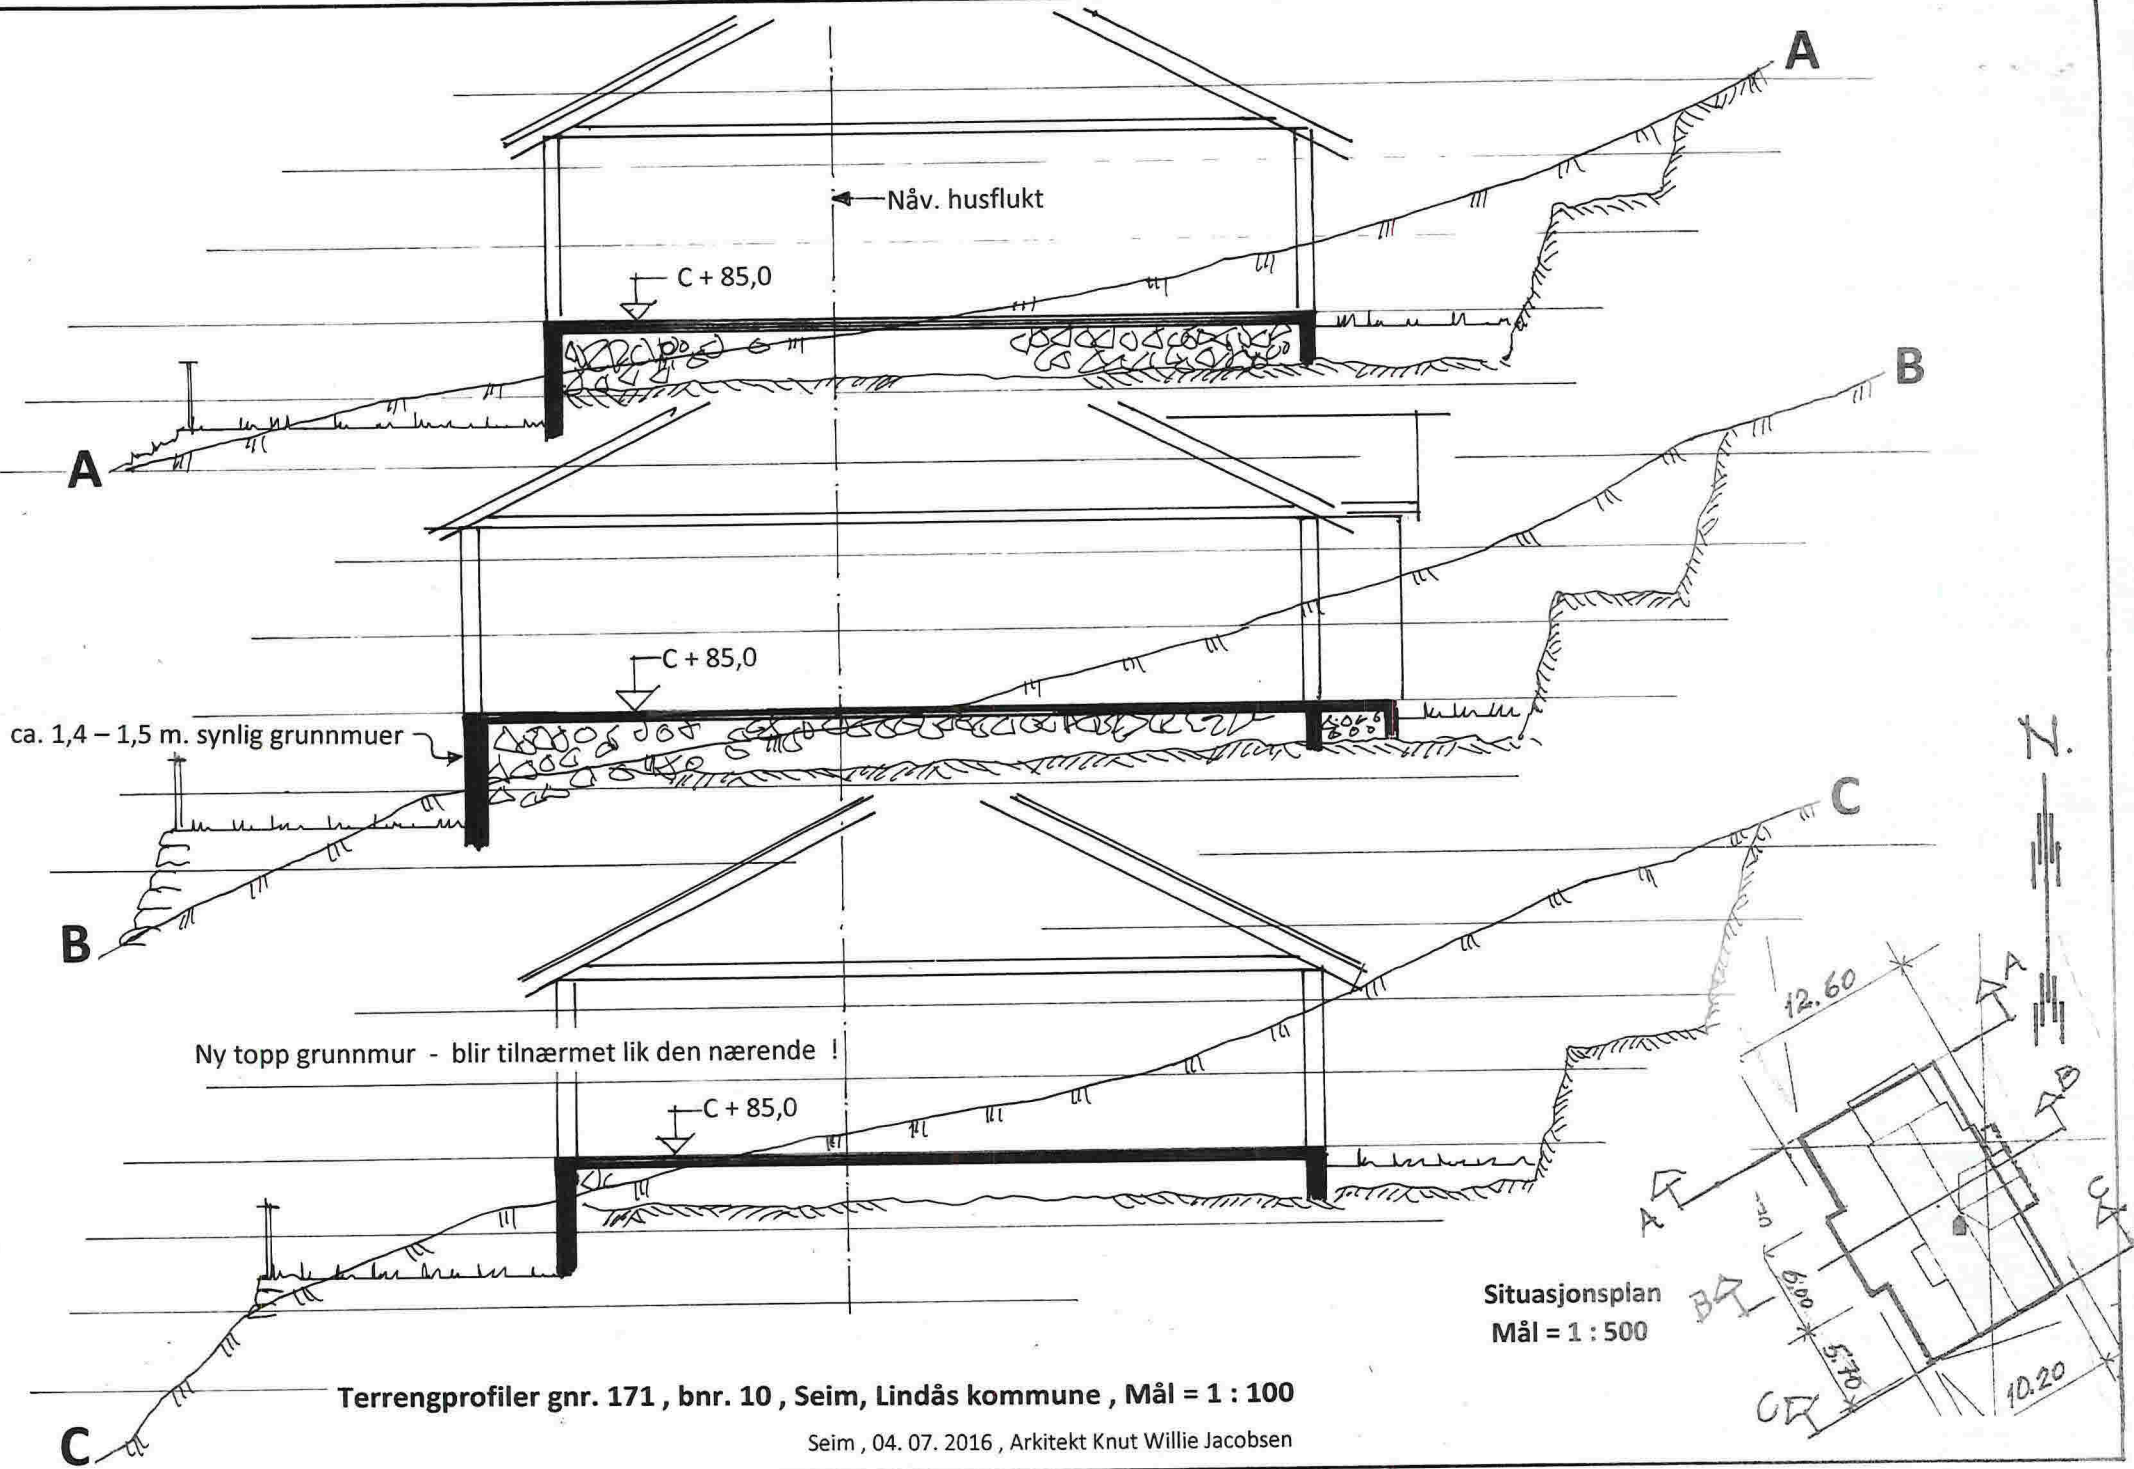 A
Nåv. husflukt
C + 85,0
A
B
C + 85,0
ca. 1,4 – 1,5 m. synlig grunnmuer
B
N.
C
Ny topp grunnmur - blir tilnærmet lik den nærende !
C + 85,0
C
12.60
A
B
C
A
B
C
6.00
5.70
10.20
Situasjonsplan
Mål = 1 : 500
Terrengprofiler gnr. 171 , bnr. 10 , Seim, Lindås kommune , Mål = 1 : 100
Seim , 04. 07. 2016 , Arkitekt Knut Willie Jacobsen